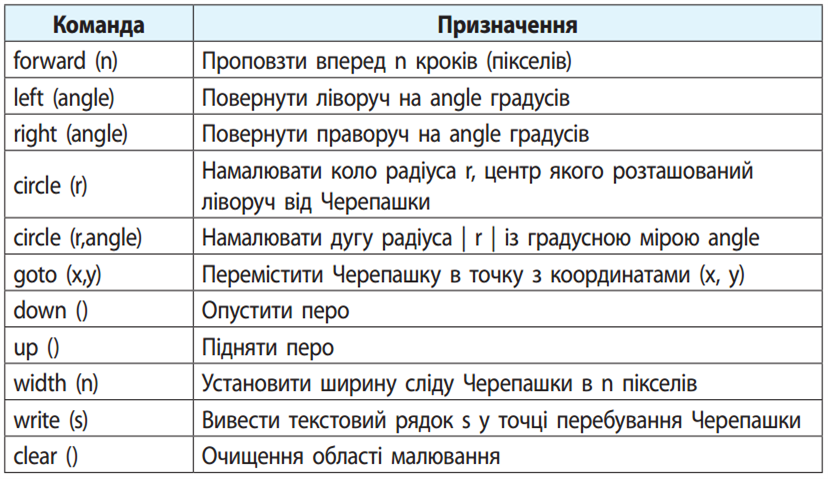 Команда Призначення
forward (n) Проповзти вперед n кроків (пікселів)
left (angle) Повернути ліворуч на angle градусів
right (angle) Повернути праворуч на angle градусів
circle (r) Намалювати коло радіуса r, центр якого розташований
ліворуч від Черепашки
circle (r,angle) Намалювати дугу радіуса | r | із градусною мірою angle
goto (x,y) Перемістити Черепашку в точку з координатами (x, y)
down () Опустити перо
up () Підняти перо
width (n) Установити ширину сліду Черепашки в n пікселів
write (s) Вивести текстовий рядок s у точці перебування Черепашки
clear () Очищення області малювання